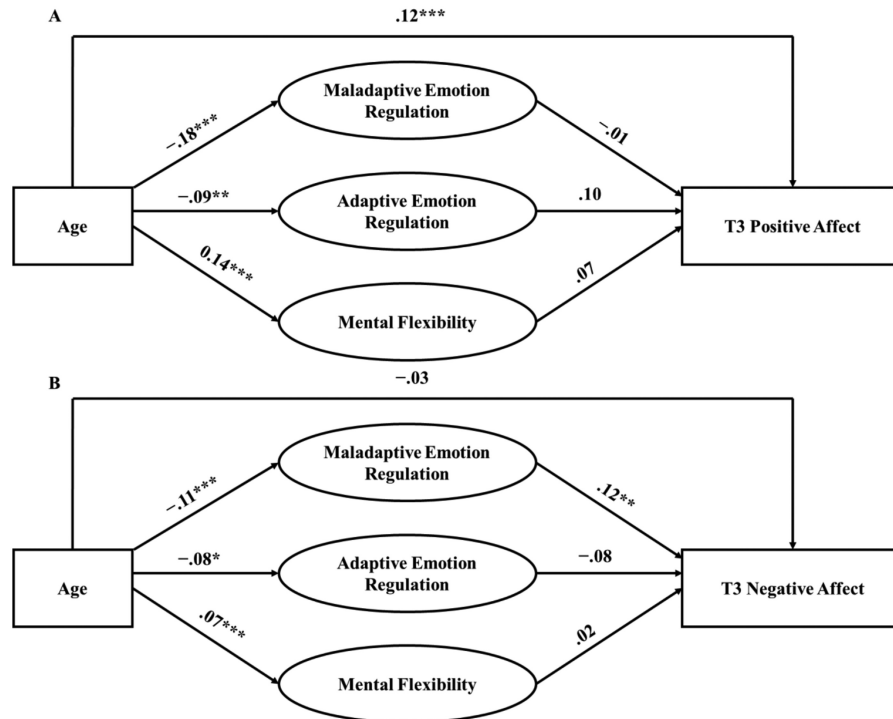 A
.12***
Maladaptive Emotion
Regulation
−.18***
−.01
−.09**
Adaptive Emotion
Regulation
.10
Age
T3 Positive Affect
0.14***
.07
Mental Flexibility
B
−.03
Maladaptive Emotion
Regulation
−.11***
.12**
−.08*
Adaptive Emotion
Regulation
−.08
Age
T3 Negative Affect
.07***
.02
Mental Flexibility